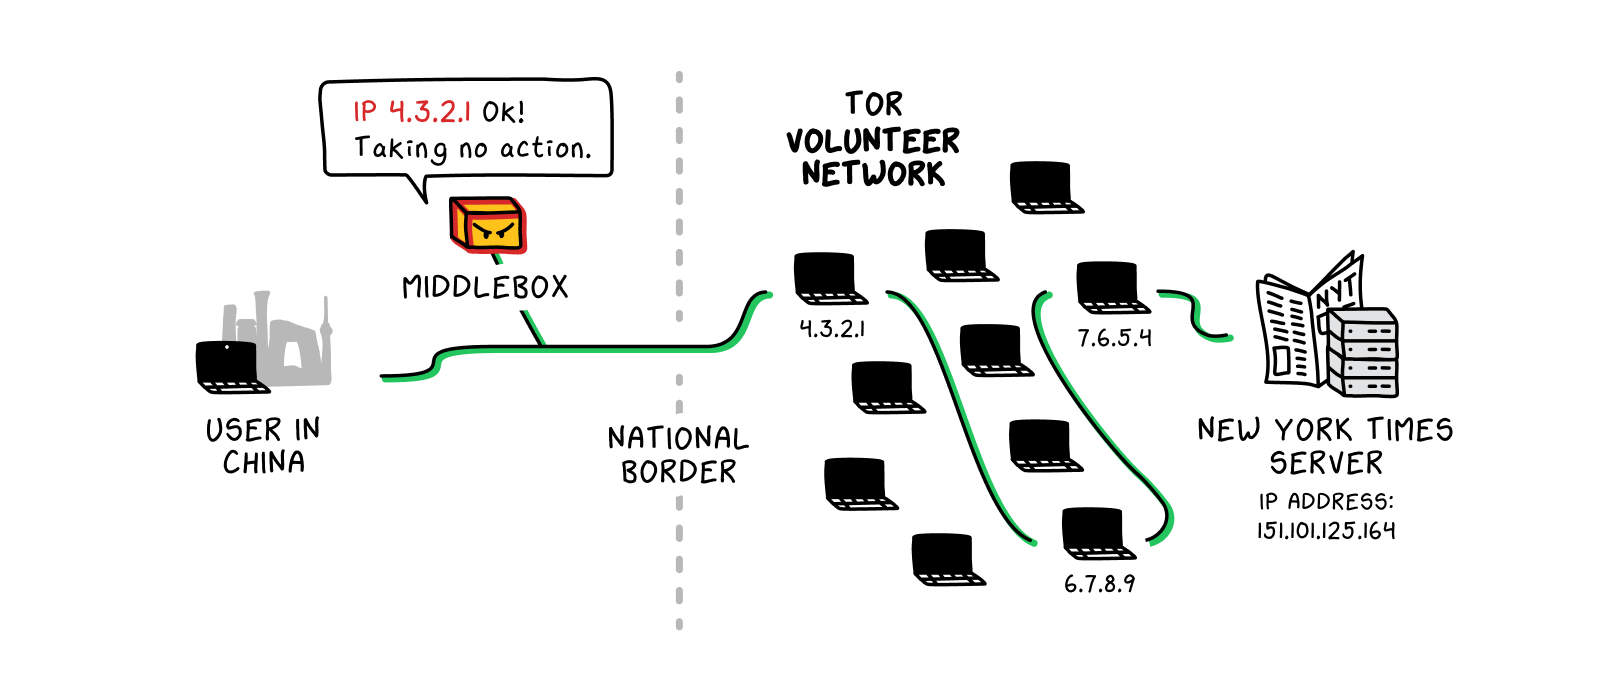 IP 4.3.2.1 OK!
Taking no action.
MIDDLEBOX
USER IN
CHINA
NATIONAL
BORDER
TOR
VOLUNTEER
NETWORK
4.3.2.1
7.6.5.4
6.7.8.9
NYT
NEW YORK TIMES
SERVER
IP ADDRESS:
151.101.125.164